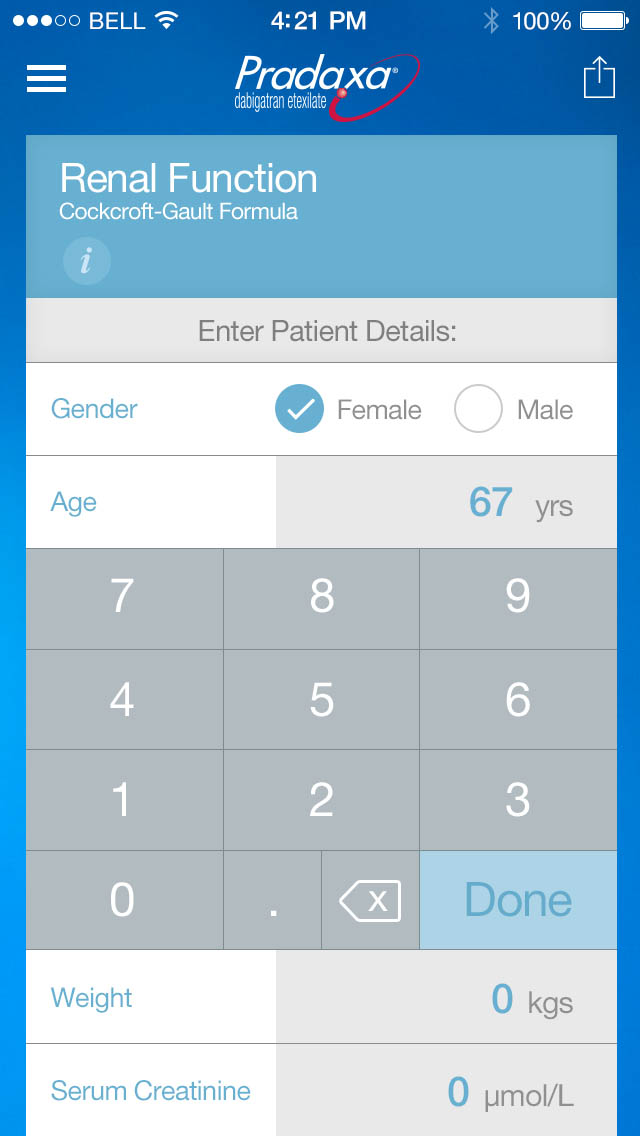 BELL 4:21 PM 100%
Pradaxa®
dabigatran etexilate
Renal Function
Cockcroft-Gault Formula
i
Enter Patient Details:
Gender Female Male
Age 67 yrs
7 8 9
4 5 6
1 2 3
0 . X Done
Weight 0 kgs
Serum Creatinine 0 µmol/L